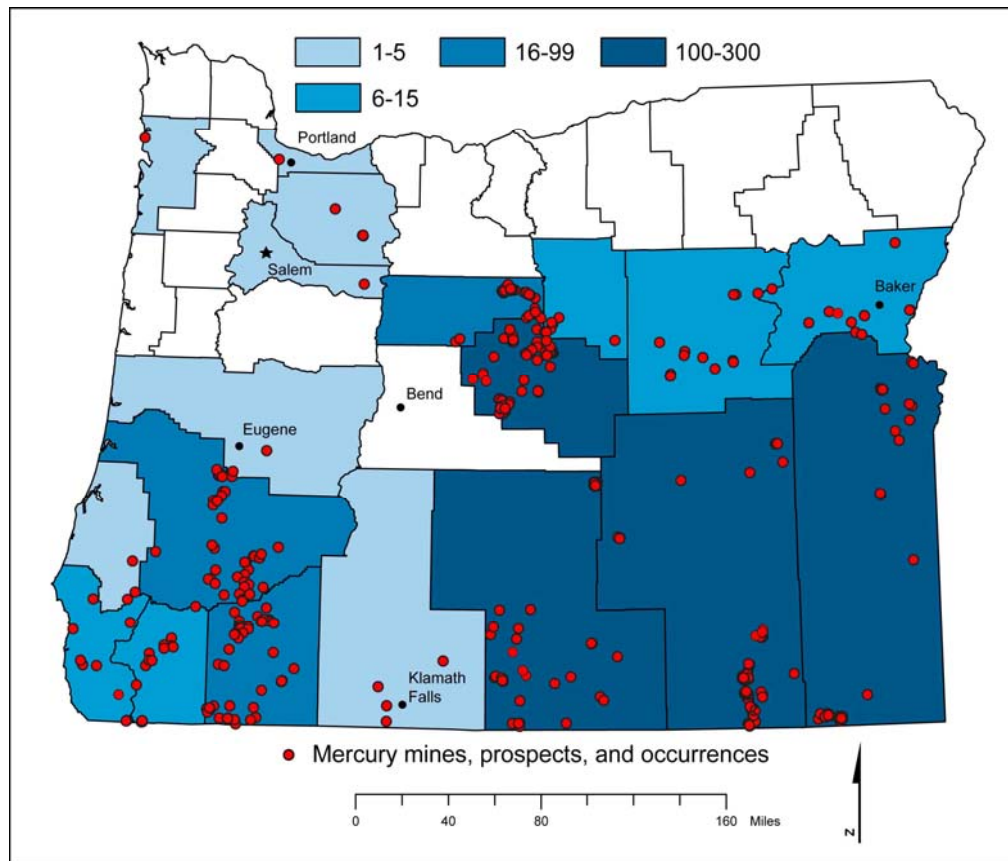 1-5
16-99
100-300
6-15
Portland
Salem
Baker
Bend
Eugene
Klamath
Falls
Mercury mines, prospects, and occurrences
0 40 80 160 Miles
N